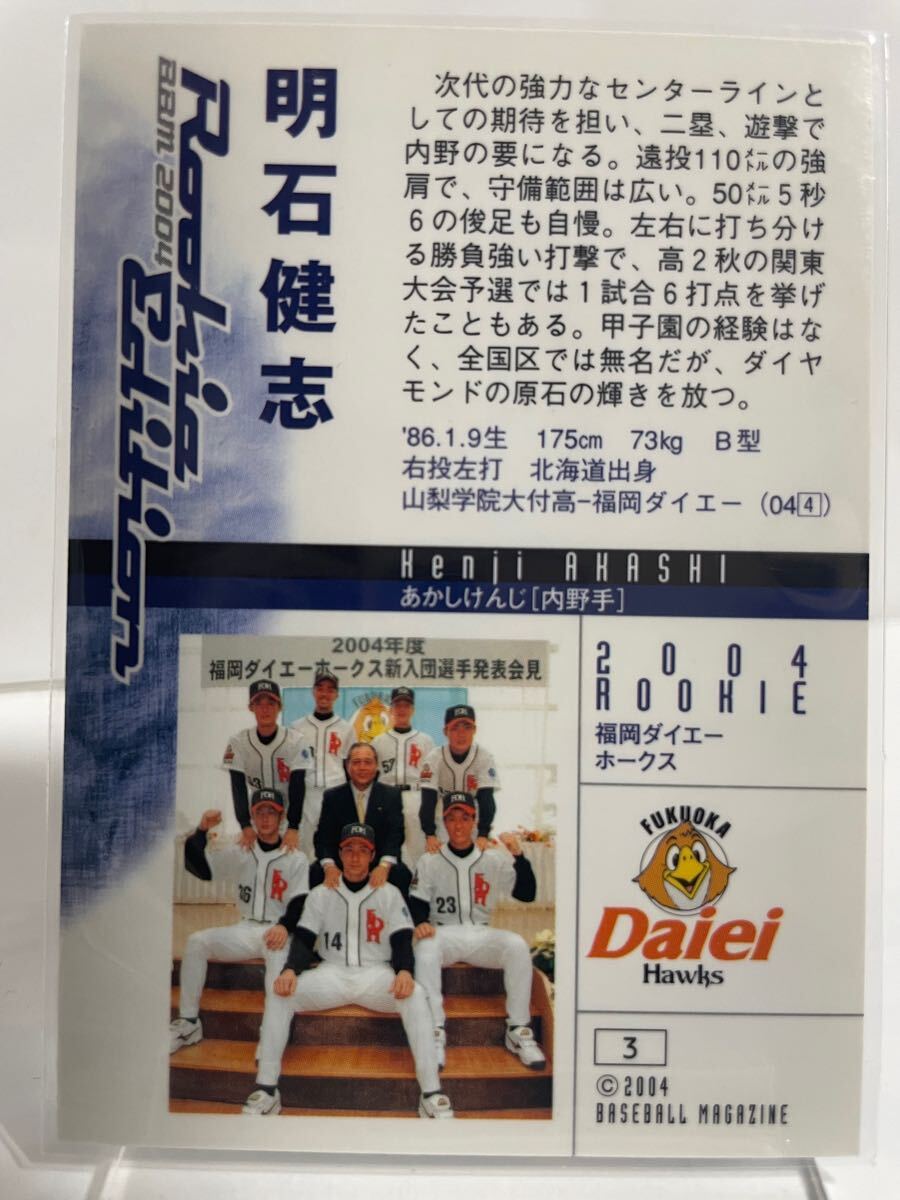 BBM 2004
Rookie Edition
明石健志
次代の強力なセンターラインと
しての期待を担い、二塁、遊撃で
内野の要になる。遠投110㍍の強
肩で、守備範囲は広い。50㍍5秒
6の俊足も自慢。左右に打ち分け
る勝負強い打撃で、高2秋の関東
大会予選では1試合6打点を挙げ
たこともある。甲子園の経験はな
く、全国区では無名だが、ダイヤ
モンドの原石の輝きを放つ。
'86.1.9生 175㎝ 73㎏ B型
右投左打 北海道出身
山梨学院大付高−福岡ダイエー（04④）
Kenji AKASHI
あかしけんじ［内野手］
2004年度
福岡ダイエーホークス新入団選手発表会見
57
36
23
14
2004
ROOKIE
福岡ダイエー
ホークス
FUKUOKA
Daiei
Hawks
3
©2004
BASEBALL MAGAZINE